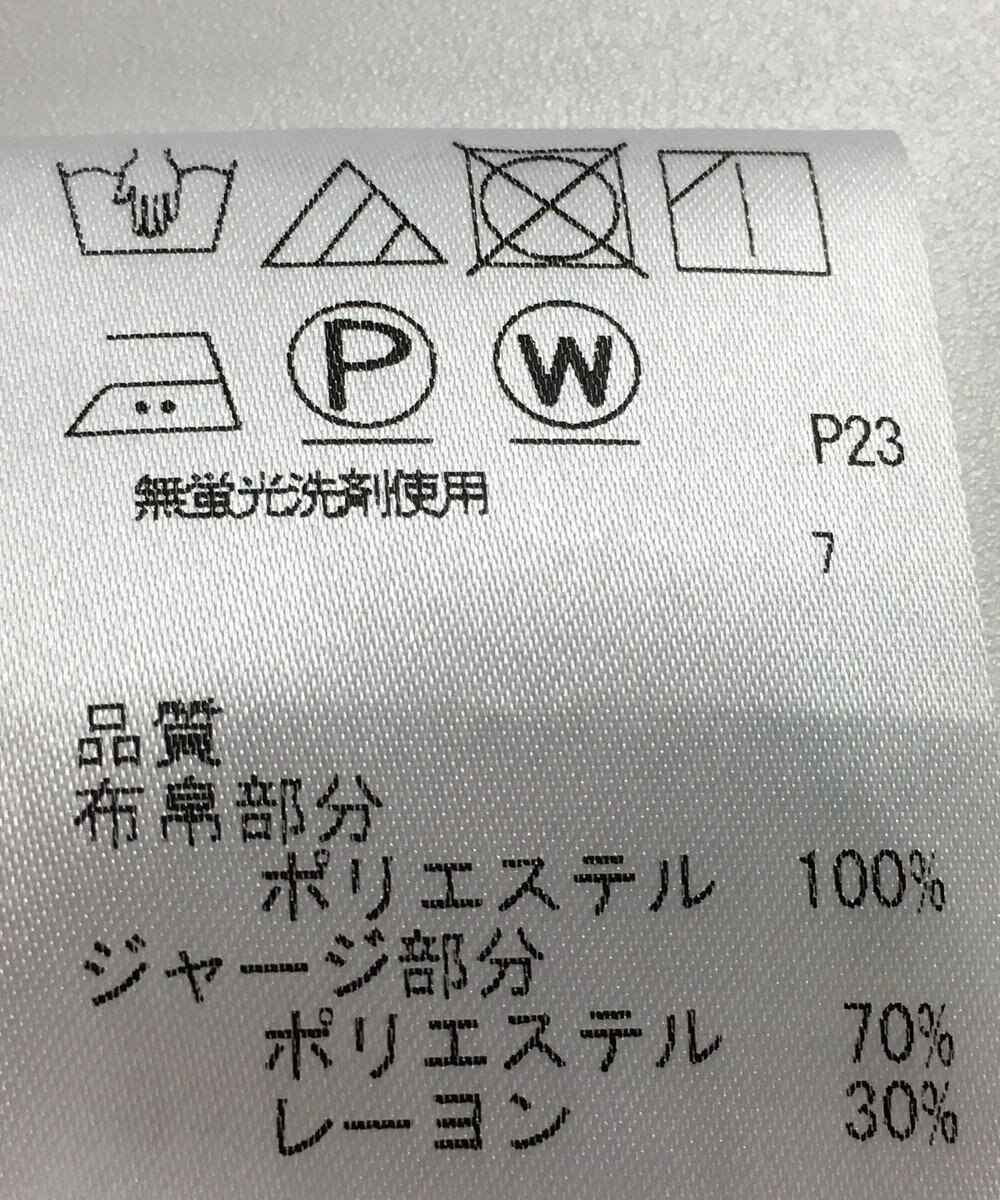 P W
P23
無蛍光洗剤使用
7
品質
布帛部分
ポリエステル 100%
ジャージ部分
ポリエステル 70%
レーヨン 30%